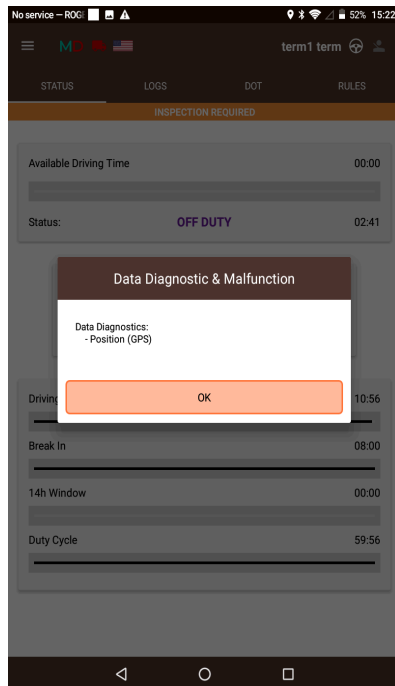 No service — ROGI
52% 15:22
M
term1 term
STATUS LOGS DOT RULES
INSPECTION REQUIRED
Available Driving Time 00:00
Status: OFF DUTY 02:41
Data Diagnostic & Malfunction
Data Diagnostics:
- Position (GPS)
OK
Driving 10:56
Break In 08:00
14h Window 00:00
Duty Cycle 59:56